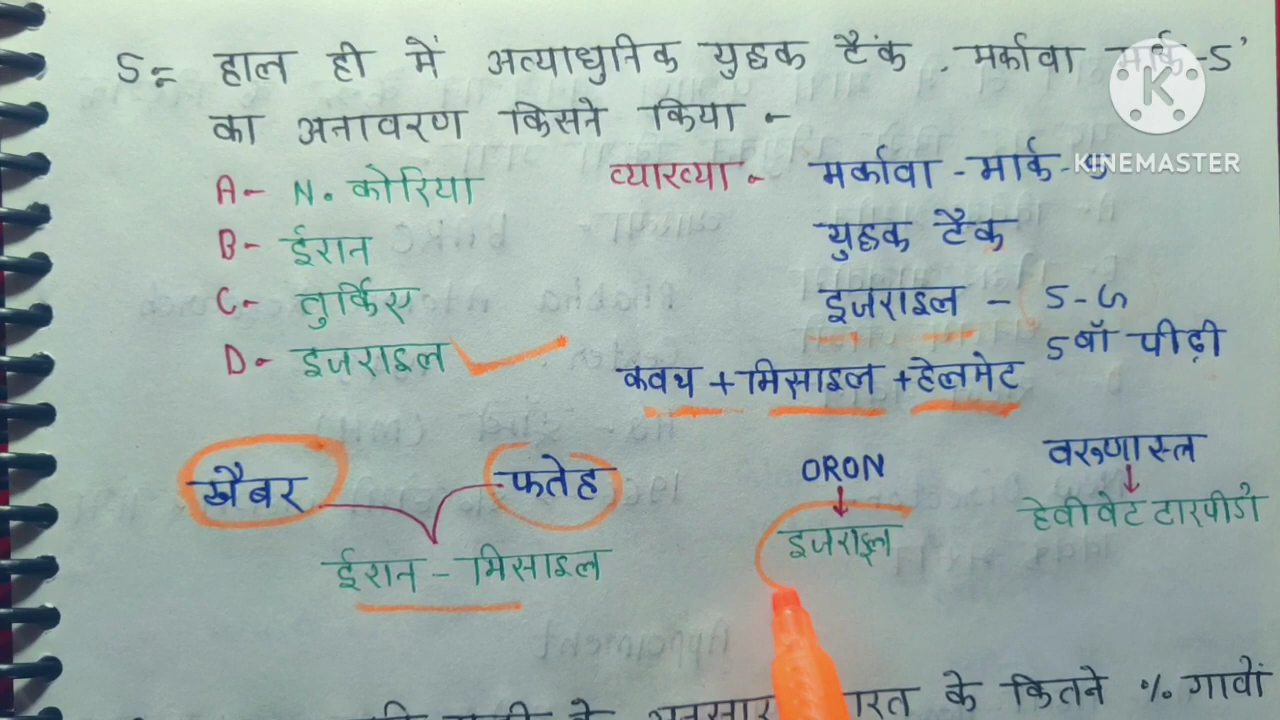 5= हाल ही में अत्याधुनिक युद्धक टैंक 'मर्कावा मार्क-5'
का अनावरण किसने किया -
A- N. कोरिया
B- ईरान
C- तुर्किए
D- इजराइल
व्याख्या - मर्कावा - मार्क-
युद्धक टैंक
इजराइल - 5-G
5वॉ पीढ़ी
कवच + मिसाइल + हेलमेट
खैबर फतेह
ईरान - मिसाइल
ORON
इजराइल
वरुणास्त्र
हेवीवेट टारपीडो
के अनुसार भारत के कितने % गावों
K
KINEMASTER